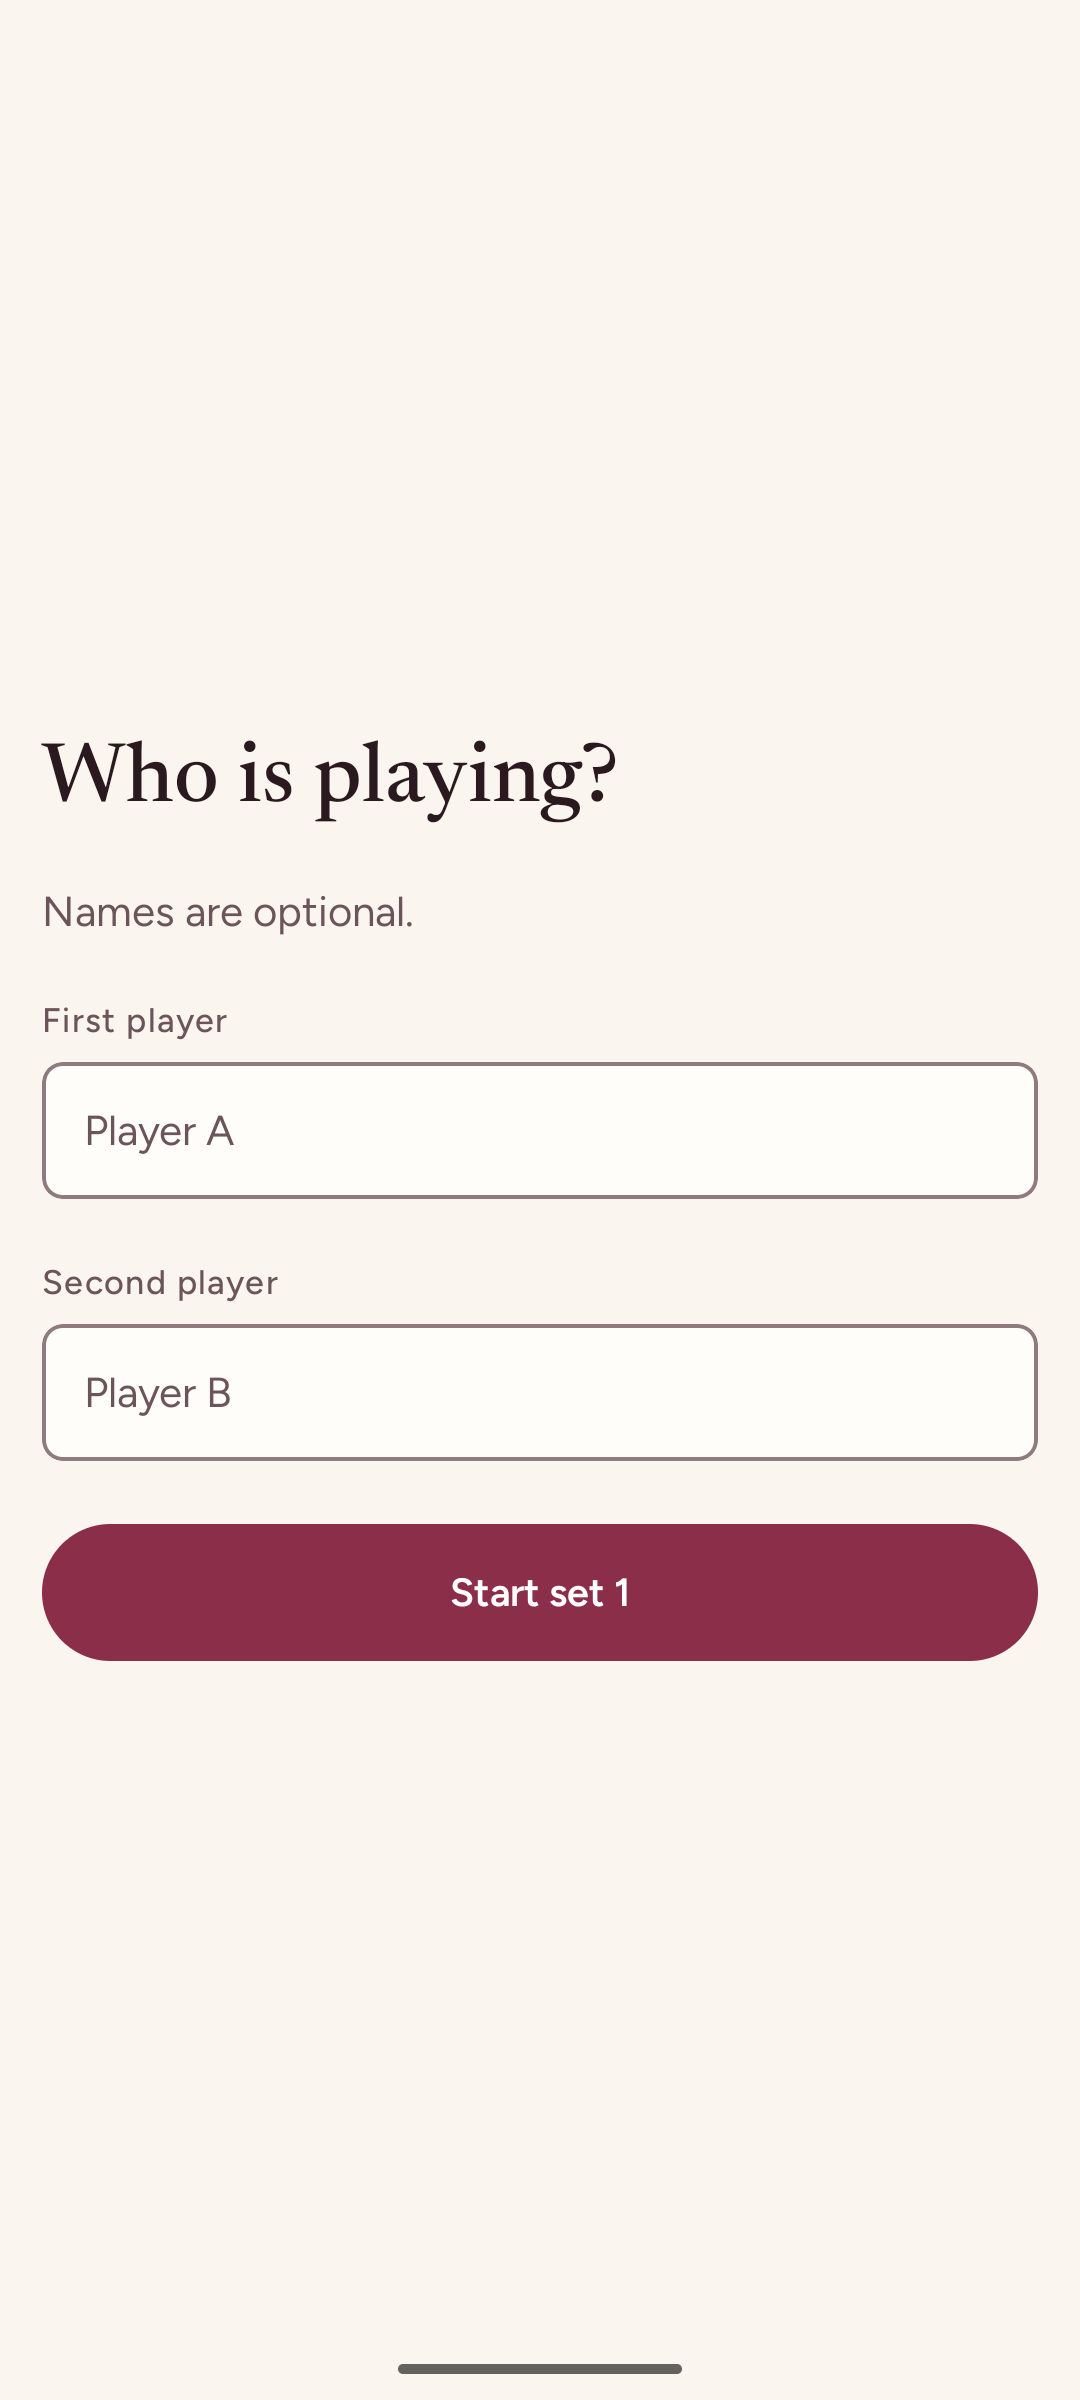 Who is playing?
Names are optional.
First player
Player A
Second player
Player B
Start set 1